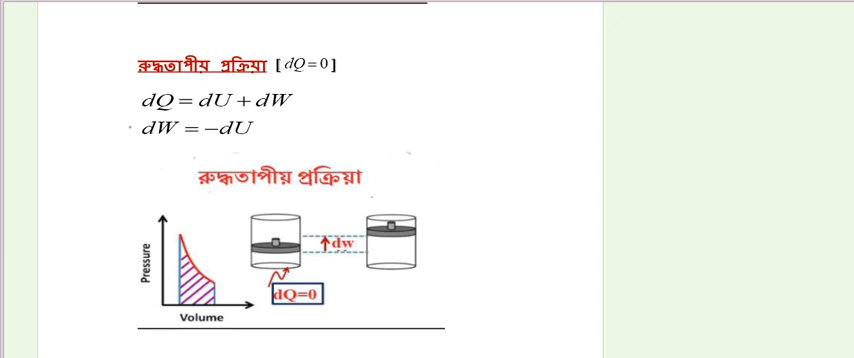 রুদ্ধতাপীয় প্রক্রিয়া [ dQ = 0 ]
dQ = dU + dW
dW = −dU
রুদ্ধতাপীয় প্রক্রিয়া
Pressure
dw
dQ=0
Volume